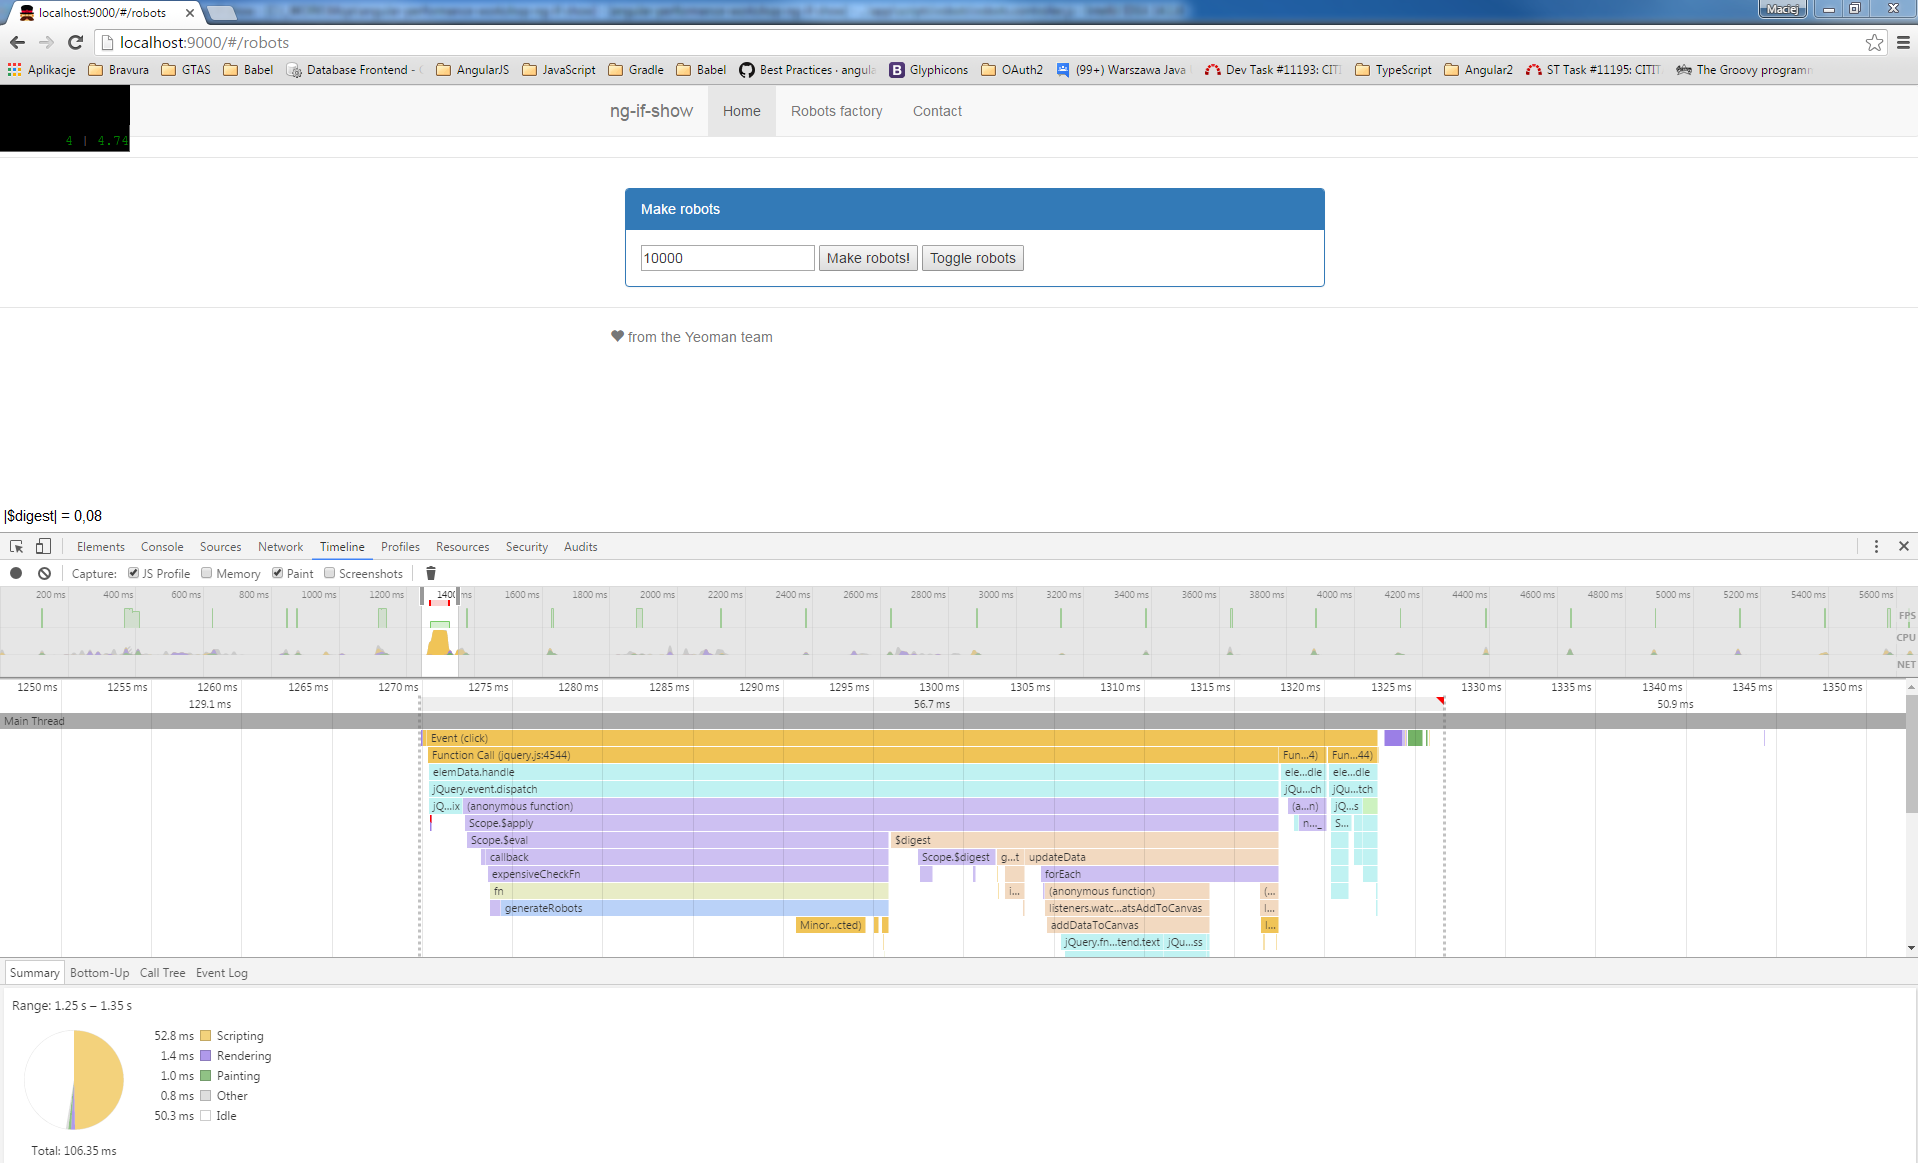 localhost:9000/#/robots
Maciej
localhost:9000/#/robots
Aplikacje Bravura GTAS Babel Database Frontend - AngularJS JavaScript Gradle Babel Best Practices · angula Glyphicons OAuth2 (99+) Warszawa Java Dev Task #11193: CITI TypeScript Angular2 ST Task #11195: CITIT The Groovy programm
ng-if-show Home Robots factory Contact
4 | 4.74
Make robots
10000 Make robots! Toggle robots
♥ from the Yeoman team
|$digest| = 0,08
Elements Console Sources Network Timeline Profiles Resources Security Audits
Capture: JS Profile Memory Paint Screenshots
200 ms 400 ms 600 ms 800 ms 1000 ms 1200 ms 1400 ms 1600 ms 1800 ms 2000 ms 2200 ms 2400 ms 2600 ms 2800 ms 3000 ms 3200 ms 3400 ms 3600 ms 3800 ms 4000 ms 4200 ms 4400 ms 4600 ms 4800 ms 5000 ms 5200 ms 5400 ms 5600 ms
FPS
CPU
NET
1250 ms 1255 ms 1260 ms 1265 ms 1270 ms 1275 ms 1280 ms 1285 ms 1290 ms 1295 ms 1300 ms 1305 ms 1310 ms 1315 ms 1320 ms 1325 ms 1330 ms 1335 ms 1340 ms 1345 ms 1350 ms
129.1 ms 56.7 ms 50.9 ms
Main Thread
Event (click)
Function Call (jquery.js:4544) Fun...4) Fun...44)
elemData.handle ele...dle ele...dle
jQuery.event.dispatch jQu...ch jQu...tch
jQ...ix (anonymous function) (a...n) jQ...s
Scope.$apply n..._ S...
Scope.$eval $digest
callback Scope.$digest g...t updateData
expensiveCheckFn forEach
fn i... (anonymous function) (...
generateRobots listeners.watc...atsAddToCanvas l...
Minor...cted) addDataToCanvas l...
jQuery.fn...tend.text jQu...ss
Summary Bottom-Up Call Tree Event Log
Range: 1.25 s – 1.35 s
52.8 ms Scripting
1.4 ms Rendering
1.0 ms Painting
0.8 ms Other
50.3 ms Idle
Total: 106.35 ms